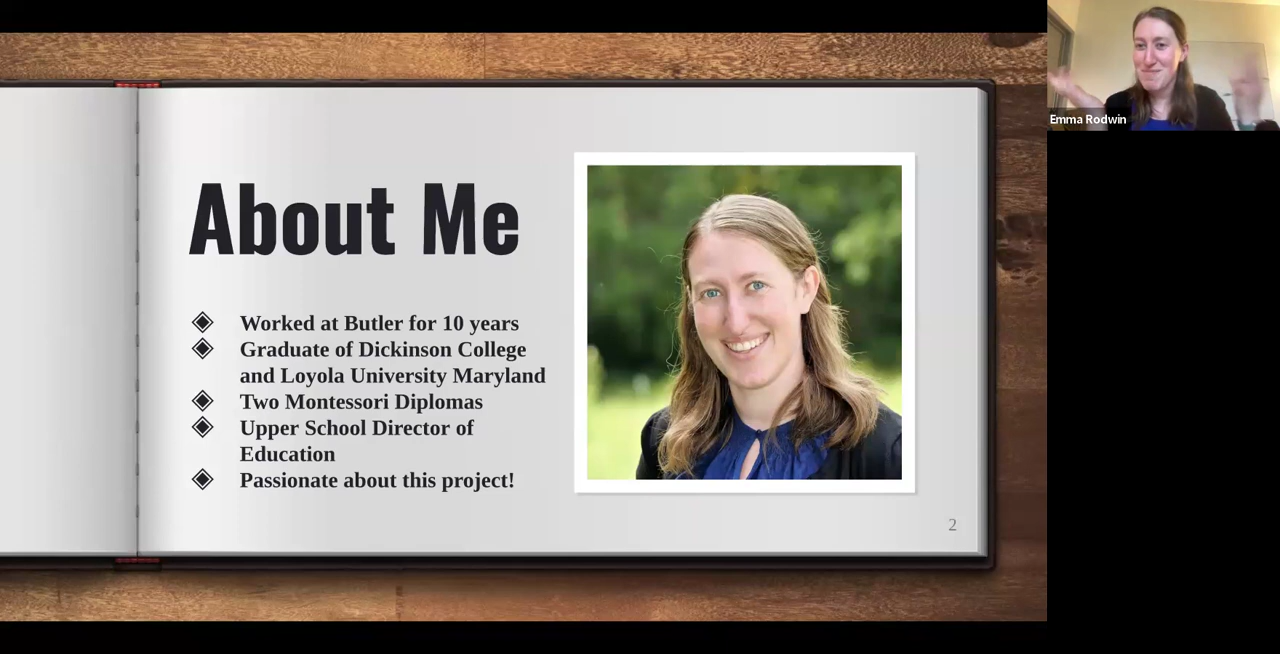 About Me
Worked at Butler for 10 years
Graduate of Dickinson College
and Loyola University Maryland
Two Montessori Diplomas
Upper School Director of
Education
Passionate about this project!
2
Emma Rodwin